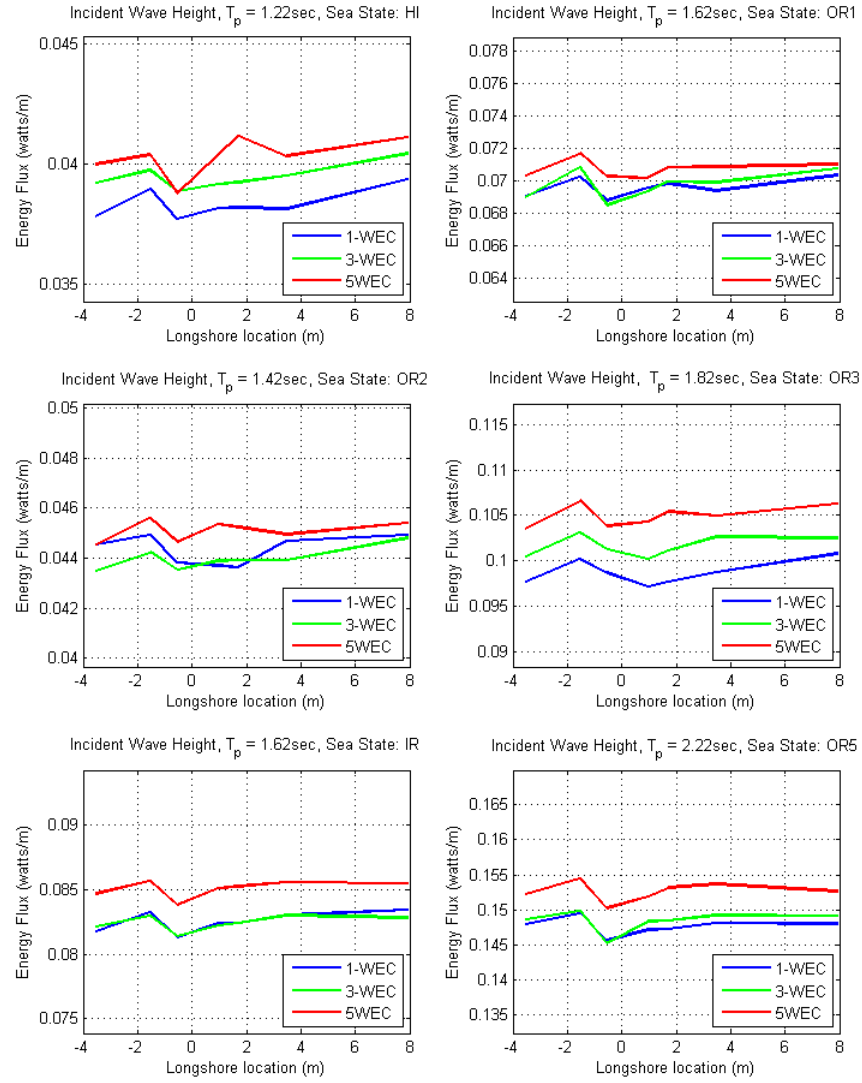 Incident Wave Height, Tp = 1.22sec, Sea State: HI
0.045
0.04
0.035
Energy Flux (watts/m)
1-WEC
3-WEC
5WEC
-4 -2 0 2 4 6 8
Longshore location (m)
Incident Wave Height, Tp = 1.62sec, Sea State: OR1
0.078
0.076
0.074
0.072
0.07
0.068
0.066
0.064
Energy Flux (watts/m)
1-WEC
3-WEC
5WEC
-4 -2 0 2 4 6 8
Longshore location (m)
Incident Wave Height, Tp = 1.42sec, Sea State: OR2
0.05
0.048
0.046
0.044
0.042
0.04
Energy Flux (watts/m)
1-WEC
3-WEC
5WEC
-4 -2 0 2 4 6 8
Longshore location (m)
Incident Wave Height, Tp = 1.82sec, Sea State: OR3
0.115
0.11
0.105
0.1
0.095
0.09
Energy Flux (watts/m)
1-WEC
3-WEC
5WEC
-4 -2 0 2 4 6 8
Longshore location (m)
Incident Wave Height, Tp = 1.62sec, Sea State: IR
0.09
0.085
0.08
0.075
Energy Flux (watts/m)
1-WEC
3-WEC
5WEC
-4 -2 0 2 4 6 8
Longshore location (m)
Incident Wave Height, Tp = 2.22sec, Sea State: OR5
0.165
0.16
0.155
0.15
0.145
0.14
0.135
Energy Flux (watts/m)
1-WEC
3-WEC
5WEC
-4 -2 0 2 4 6 8
Longshore location (m)